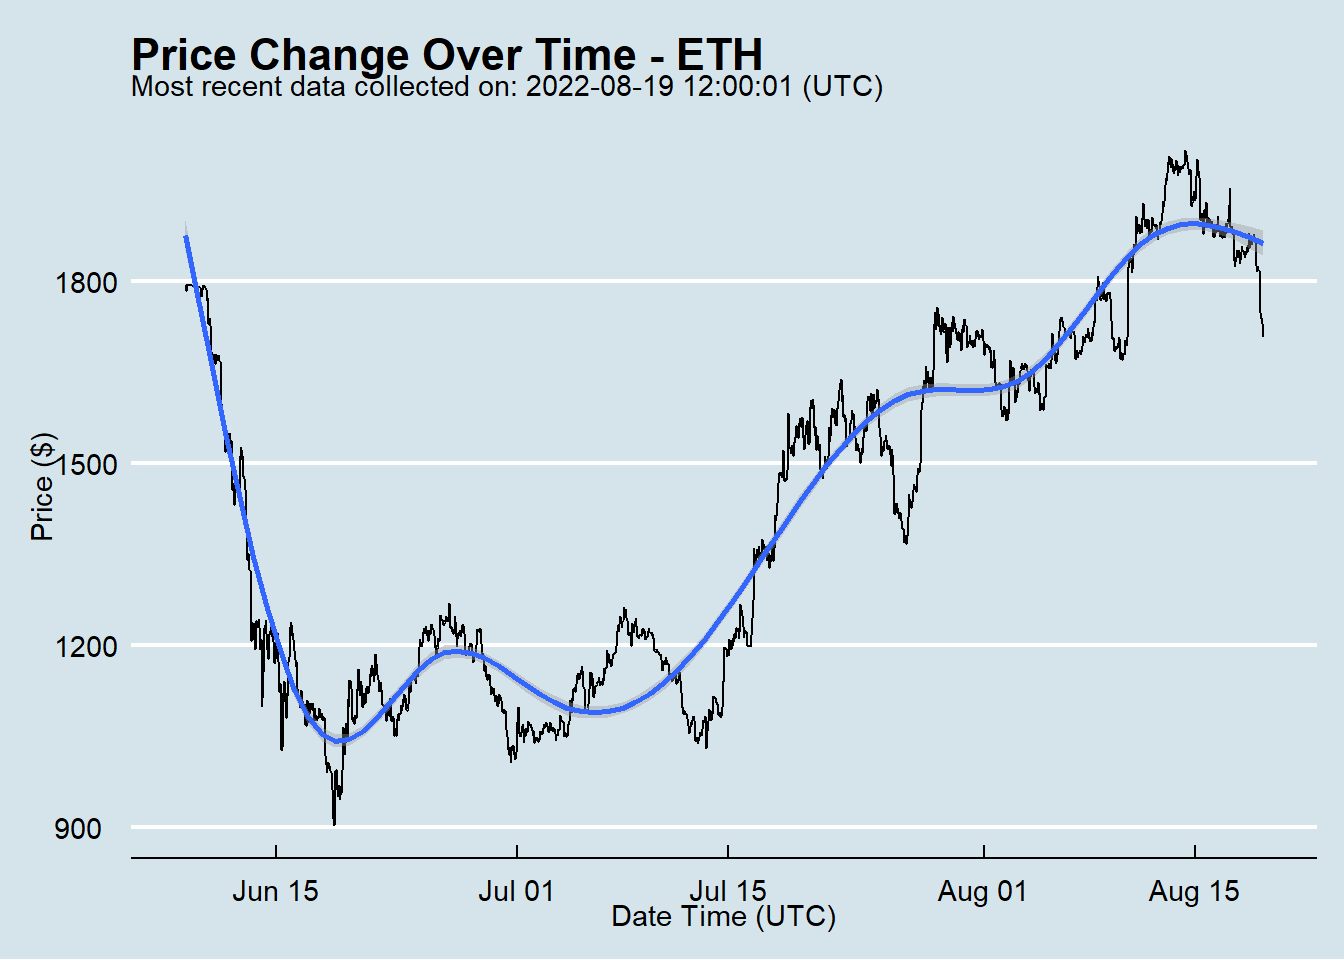 Price Change Over Time - ETH
Most recent data collected on: 2022-08-19 12:00:01 (UTC)
Price ($)
1800
1500
1200
900
Jun 15
Jul 01
Jul 15
Aug 01
Aug 15
Date Time (UTC)